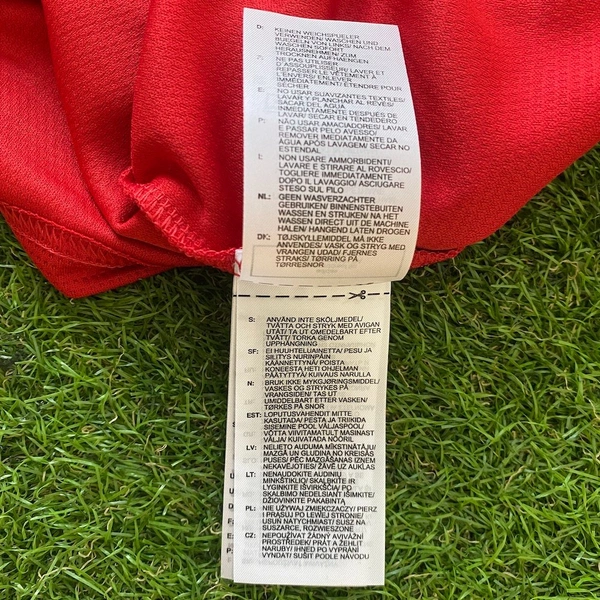 D: KEINEN WEICHSPÜLER
VERWENDEN/ WASCHEN UND
BUEGELN VON LINKS/ NACH DEM
WASCHEN SOFORT
HERAUSNEHMEN/ ZUM
TROCKNEN AUFHAENGEN
F: NE PAS UTILISER
D'ASSOUPLISSEUR/ LAVER ET
REPASSER LE VÊTEMENT À
L'ENVERS/ ENLEVER
IMMÉDIATEMENT/ ÉTENDRE POUR
SÉCHER
E: NO USAR SUAVIZANTES TEXTILES/
LAVAR Y PLANCHAR AL REVÉS/
SACAR DEL AGUA
INMEDIATAMENTE DESPUÉS DE
LAVAR/ SECAR EN TENDEDERO
P: NÃO USAR AMACIADORES/ LAVAR
E PASSAR PELO AVESSO/
REMOVER IMEDIATAMENTE DA
ÁGUA APÓS LAVAGEM/ SECAR NO
ESTENDAL
I: NON USARE AMMORBIDENTI/
LAVARE E STIRARE AL ROVESCIO/
TOGLIERE IMMEDIATAMENTE
DOPO IL LAVAGGIO/ ASCIUGARE
STESO SUL FILO
NL: GEEN WASVERZACHTER
GEBRUIKEN/ BINNENSTEBUITEN
WASSEN EN STRIJKEN/ NA HET
WASSEN DIRECT UIT DE MACHINE
HALEN/ HANGEND LATEN DROGEN
DK: TØJSKYLLEMIDDEL MÅ IKKE
ANVENDES/ VASK OG STRYG MED
VRANGEN UDAD/ FJERNES
STRAKS/ TØRRING PÅ
TØRRESNOR
S: ANVÄND INTE SKÖLJMEDEL/
TVÄTTA OCH STRYK MED AVIGAN
UTÅT/ TA UT OMEDELBART EFTER
TVÄTT/ TORKA GENOM
UPPHÄNGNING
SF: EI HUUHTELUAINETTA/ PESU JA
SILITYS NURINPÄIN
KÄÄNNETTYNÄ/ POISTA
KONEESTA HETI OHJELMAN
PÄÄTYTTYÄ/ KUIVAUS NARULLA
N: BRUK IKKE MYKGJØRINGSMIDDEL/
VASKES OG STRYKES PÅ
VRANGSIDEN/ TAS UT
UMIDDELBART ETTER VASKEN/
TØRKES PÅ SNOR
EST: LOPUTUSVAHENDIT MITTE
KASUTADA/ PESTA JA TRIIKIDA
SISEMINE POOL VÄLJASPOOL/
VÕTTA VIIVITAMATULT MASINAST
VÄLJA/ KUIVATADA NÖÖRIL
LV: NELIETO AUDUMA MĪKSTINĀTĀJU/
MAZGĀ UN GLUDINA NO KREISĀS
PUSES/ PĒC MAZGĀŠANAS IZŅEM
NEKAVĒJOTIES/ ŽĀVĒ UZ AUKLAS
LT: NENAUDOKITE AUDINIŲ
MINKŠTIKLIO/ SKALBKITE IR
LYGINKITE IŠVIRKŠČIĄ/ PO
SKALBIMO NEDELSIANT IŠIMKITE/
DŽIOVINKITE PAKABINTĄ
PL: NIE UŻYWAJ ZMIĘKCZACZY/ PIERZ
I PRASUJ PO LEWEJ STRONIE/
USUŃ NATYCHMIAST/ SUSZ NA
SUSZARCE, ROZWIESZONE
CZ: NEPOUŽÍVAT ŽÁDNÝ AVIVÁŽNÍ
PROSTŘEDEK/ PRÁT A ŽEHLIT
NARUBY/ IHNED PO VYPRÁNÍ
VYNDAT/ SUŠIT PODLE NÁVODU